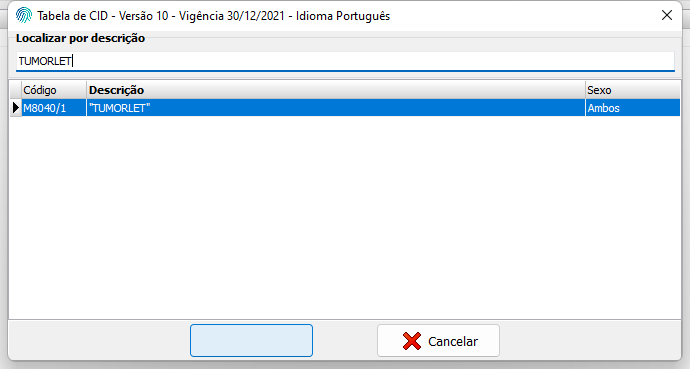 Tabela de CID - Versão 10 - Vigência 30/12/2021 - Idioma Português
Localizar por descrição
TUMORLET
Código Descrição Sexo
M8040/1 "TUMORLET" Ambos
Cancelar